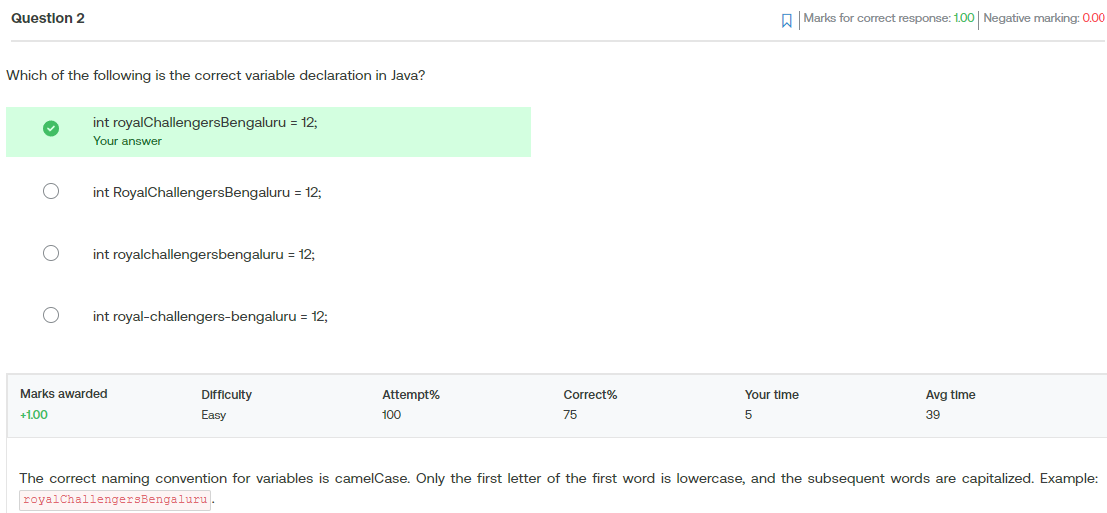 Question 2
Marks for correct response: 1.00 Negative marking: 0.00
Which of the following is the correct variable declaration in Java?
int royalChallengersBengaluru = 12;
Your answer
int RoyalChallengersBengaluru = 12;
int royalchallengersbengaluru = 12;
int royal-challengers-bengaluru = 12;
Marks awarded Difficulty Attempt% Correct% Your time Avg time
+1.00 Easy 100 75 5 39
The correct naming convention for variables is camelCase. Only the first letter of the first word is lowercase, and the subsequent words are capitalized. Example:
royalChallengersBengaluru.